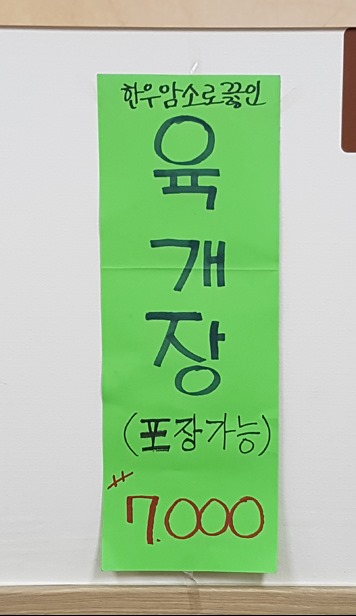 한우암소로끓인
육
개
장
(포장가능)
7.000